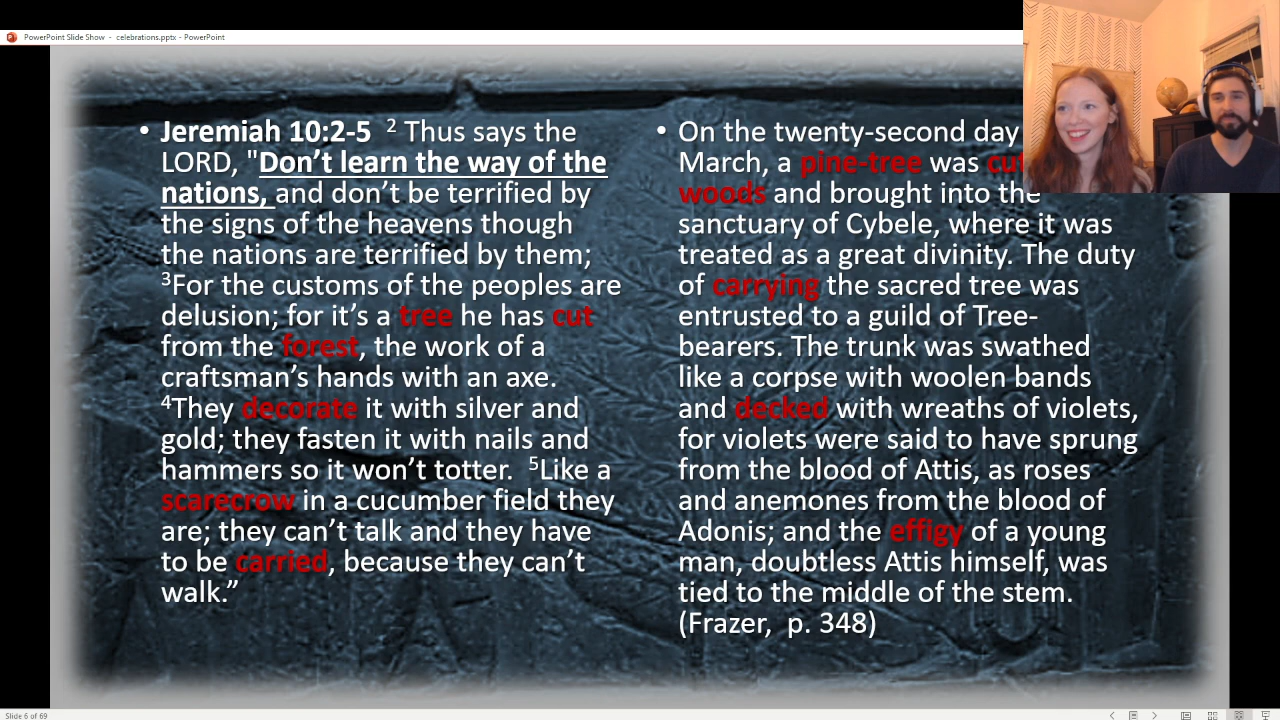 PowerPoint Slide Show - celebrations.pptx - PowerPoint
• Jeremiah 10:2-5 2 Thus says the
LORD, "Don't learn the way of the
nations, and don't be terrified by
the signs of the heavens though
the nations are terrified by them;
3For the customs of the peoples are
delusion; for it's a tree he has cut
from the forest, the work of a
craftsman's hands with an axe.
4They decorate it with silver and
gold; they fasten it with nails and
hammers so it won't totter. 5Like a
scarecrow in a cucumber field they
are; they can't talk and they have
to be carried, because they can't
walk."
• On the twenty-second day
March, a pine-tree was cut
woods and brought into the
sanctuary of Cybele, where it was
treated as a great divinity. The duty
of carrying the sacred tree was
entrusted to a guild of Tree-
bearers. The trunk was swathed
like a corpse with woolen bands
and decked with wreaths of violets,
for violets were said to have sprung
from the blood of Attis, as roses
and anemones from the blood of
Adonis; and the effigy of a young
man, doubtless Attis himself, was
tied to the middle of the stem.
(Frazer, p. 348)
Slide 6 of 69